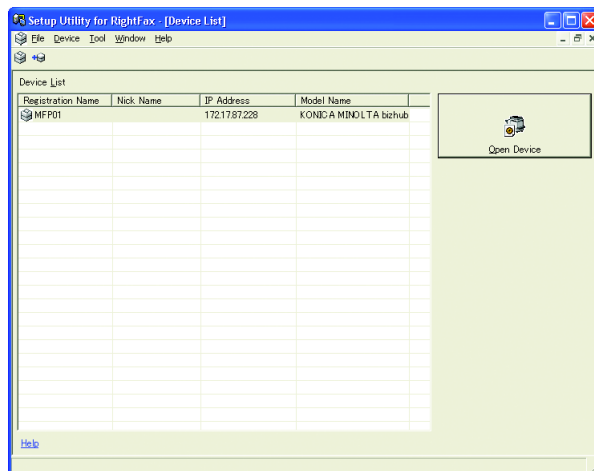 Setup Utility for RightFax - [Device List]
File Device Tool Window Help
Device List
Registration Name Nick Name IP Address Model Name
MFP01 172.17.87.228 KONICA MINOLTA bizhub
Open Device
Help